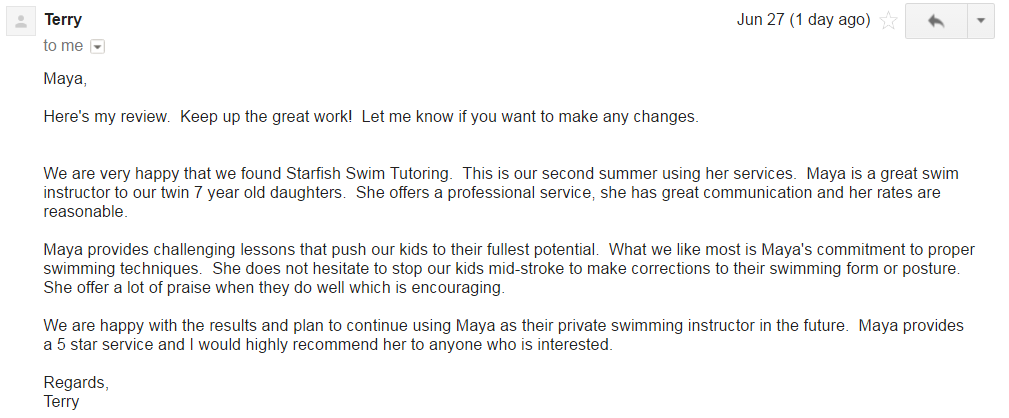 Terry
Jun 27 (1 day ago)
to me
Maya,
Here's my review.  Keep up the great work!  Let me know if you want to make any changes.
We are very happy that we found Starfish Swim Tutoring.  This is our second summer using her services.  Maya is a great swim
instructor to our twin 7 year old daughters.  She offers a professional service, she has great communication and her rates are
reasonable.
Maya provides challenging lessons that push our kids to their fullest potential.  What we like most is Maya's commitment to proper
swimming techniques.  She does not hesitate to stop our kids mid-stroke to make corrections to their swimming form or posture.
She offer a lot of praise when they do well which is encouraging.
We are happy with the results and plan to continue using Maya as their private swimming instructor in the future.  Maya provides
a 5 star service and I would highly recommend her to anyone who is interested.
Regards,
Terry